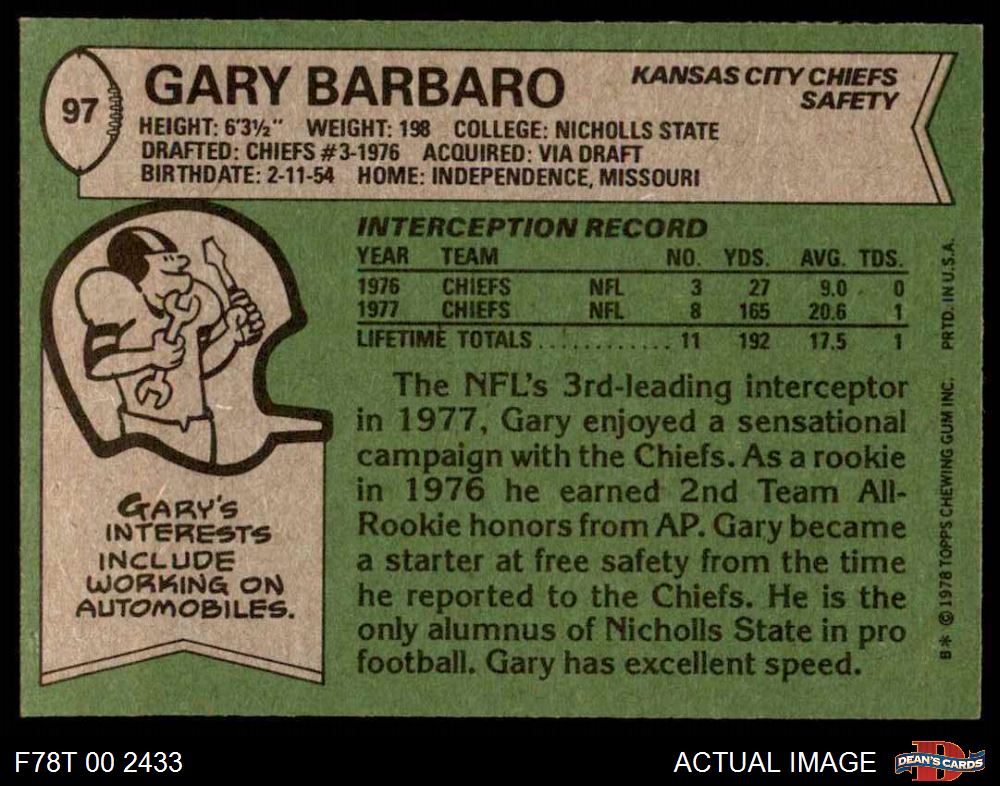 97
GARY BARBARO
KANSAS CITY CHIEFS
SAFETY
HEIGHT: 6'3½" WEIGHT: 198 COLLEGE: NICHOLLS STATE
DRAFTED: CHIEFS #3-1976 ACQUIRED: VIA DRAFT
BIRTHDATE: 2-11-54 HOME: INDEPENDENCE, MISSOURI
INTERCEPTION RECORD
YEAR TEAM NO. YDS. AVG. TDS.
1976 CHIEFS NFL 3 27 9.0 0
1977 CHIEFS NFL 8 165 20.6 1
LIFETIME TOTALS ............ 11 192 17.5 1
The NFL's 3rd-leading interceptor
in 1977, Gary enjoyed a sensational
campaign with the Chiefs. As a rookie
in 1976 he earned 2nd Team All-
Rookie honors from AP. Gary became
a starter at free safety from the time
he reported to the Chiefs. He is the
only alumnus of Nicholls State in pro
football. Gary has excellent speed.
GARY'S
INTERESTS
INCLUDE
WORKING ON
AUTOMOBILES.
B* © 1978 TOPPS CHEWING GUM INC. PRTD. IN U.S.A.
F78T 00 2433
ACTUAL IMAGE
DEAN'S CARDS